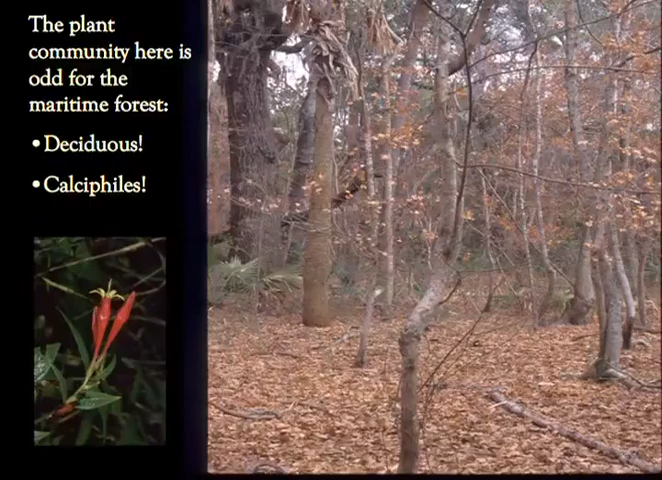 The plant
community here is
odd for the
maritime forest:
•Deciduous!
•Calciphiles!